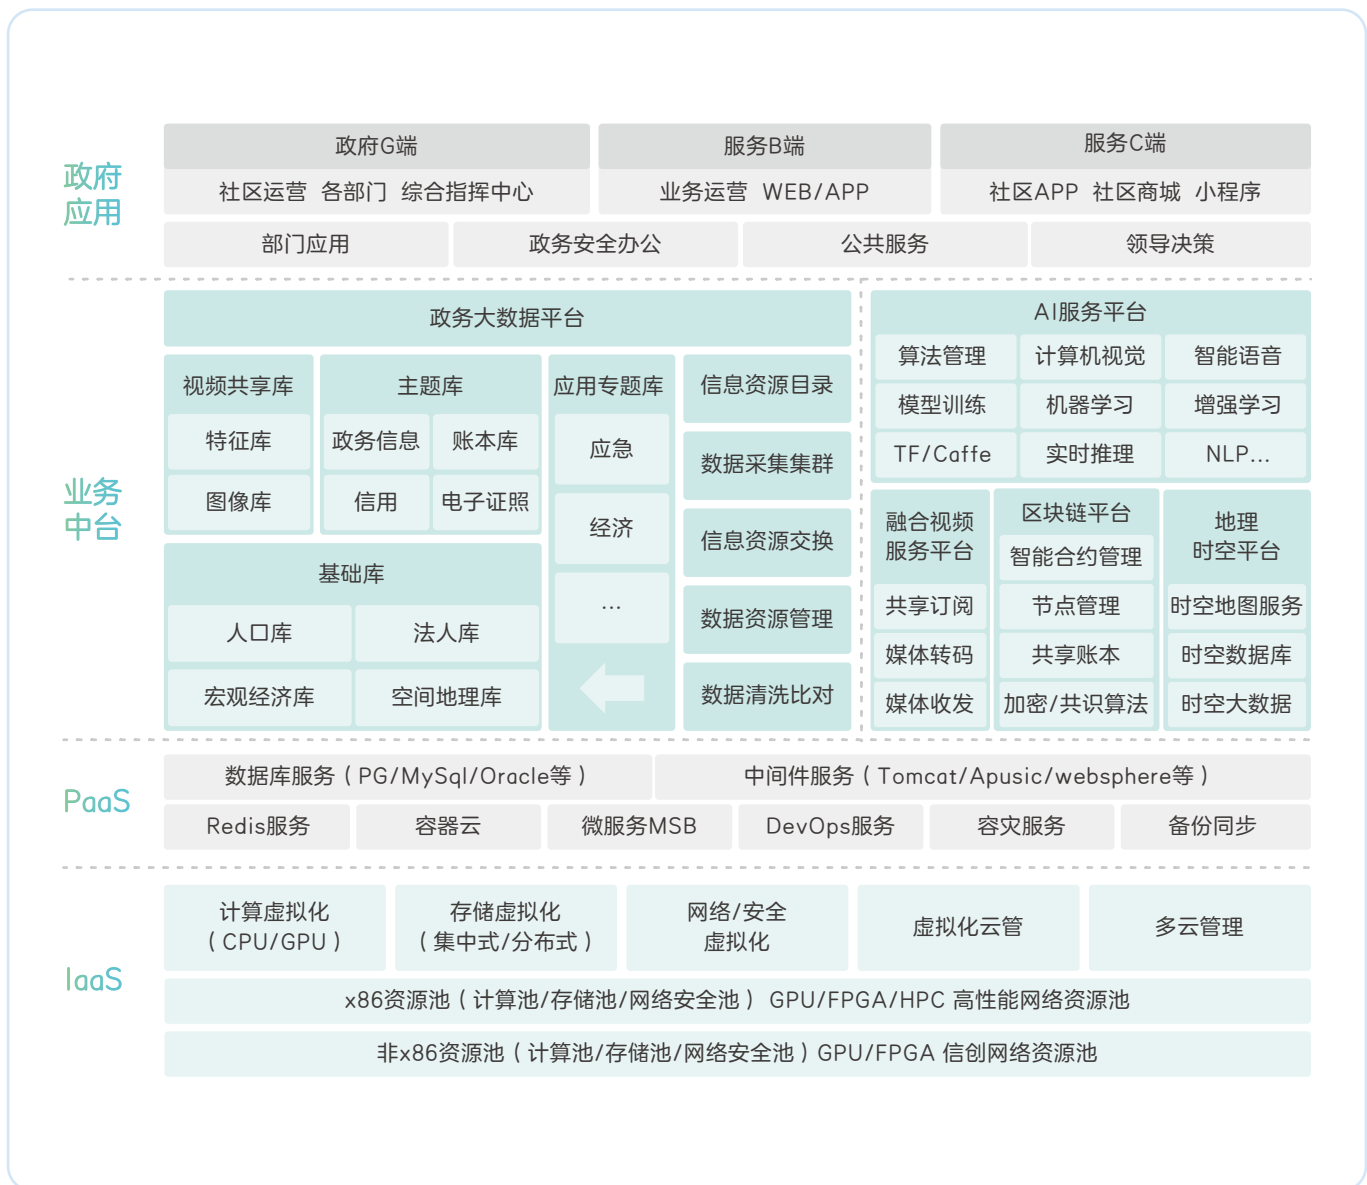 政府
应用
政府G端
社区运营 各部门 综合指挥中心
服务B端
业务运营 WEB/APP
服务C端
社区APP 社区商城 小程序
部门应用
政务安全办公
公共服务
领导决策
业务
中台
政务大数据平台
视频共享库
特征库
图像库
主题库
政务信息
账本库
信用
电子证照
基础库
人口库
法人库
宏观经济库
空间地理库
应用专题库
应急
经济
...
信息资源目录
数据采集集群
信息资源交换
数据资源管理
数据清洗比对
AI服务平台
算法管理
计算机视觉
智能语音
模型训练
机器学习
增强学习
TF/Caffe
实时推理
NLP...
融合视频
服务平台
共享订阅
媒体转码
媒体收发
区块链平台
智能合约管理
节点管理
共享账本
加密/共识算法
地理
时空平台
时空地图服务
时空数据库
时空大数据
PaaS
数据库服务（PG/MySql/Oracle等）
中间件服务（Tomcat/Apusic/websphere等）
Redis服务
容器云
微服务MSB
DevOps服务
容灾服务
备份同步
IaaS
计算虚拟化
（CPU/GPU）
存储虚拟化
（集中式/分布式）
网络/安全
虚拟化
虚拟化云管
多云管理
x86资源池（计算池/存储池/网络安全池） GPU/FPGA/HPC 高性能网络资源池
非x86资源池（计算池/存储池/网络安全池）GPU/FPGA 信创网络资源池